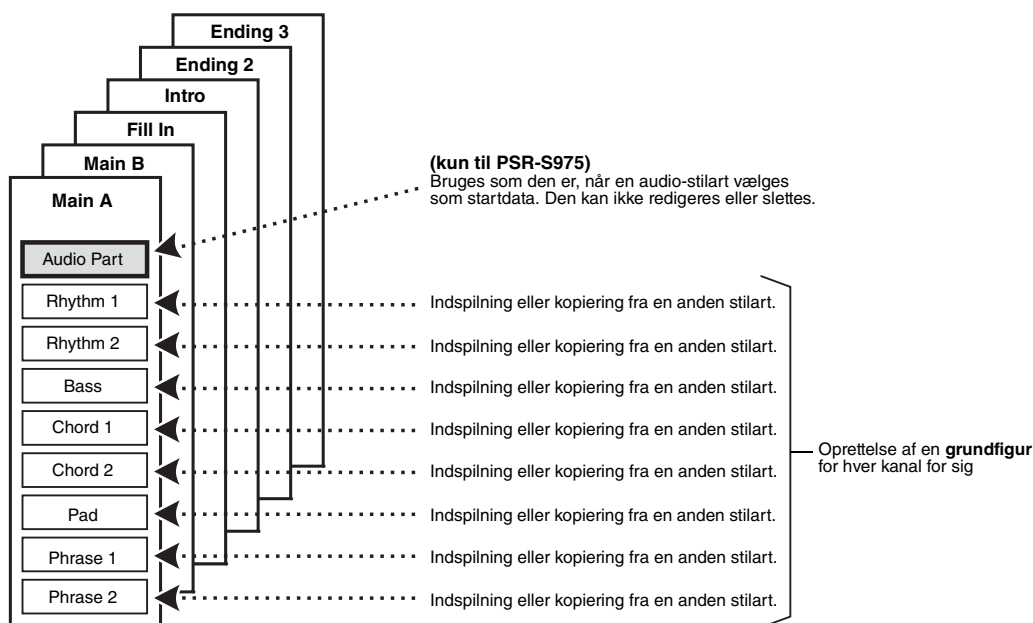 Ending 3
Ending 2
Intro
Fill In
Main B
Main A
(kun til PSR-S975)
Bruges som den er, når en audio-stilart vælges
som startdata. Den kan ikke redigeres eller slettes.
Audio Part
Rhythm 1
Indspilning eller kopiering fra en anden stilart.
Rhythm 2
Indspilning eller kopiering fra en anden stilart.
Bass
Indspilning eller kopiering fra en anden stilart.
Chord 1
Indspilning eller kopiering fra en anden stilart.
Chord 2
Indspilning eller kopiering fra en anden stilart.
Pad
Indspilning eller kopiering fra en anden stilart.
Phrase 1
Indspilning eller kopiering fra en anden stilart.
Phrase 2
Indspilning eller kopiering fra en anden stilart.
Oprettelse af en grundfigur
for hver kanal for sig